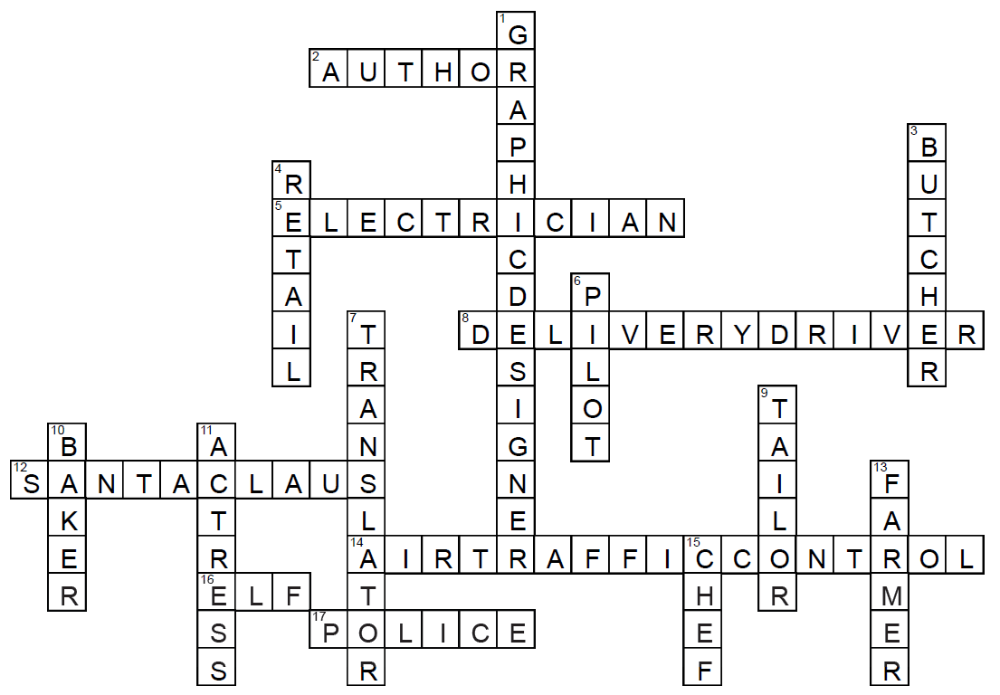 1 GRAPHICDESIGNER
2 AUTHOR
3 BUTCHER
4 RETAIL
5 ELECTRICIAN
6 PILOT
7 TRANSLATOR
8 DELIVERYDRIVER
9 TAILOR
10 BAKER
11 ACTRESS
12 SANTACLAUS
13 FARMER
14 AIRTRAFFICCONTROL
15 CHEF
16 ELF
17 POLICE